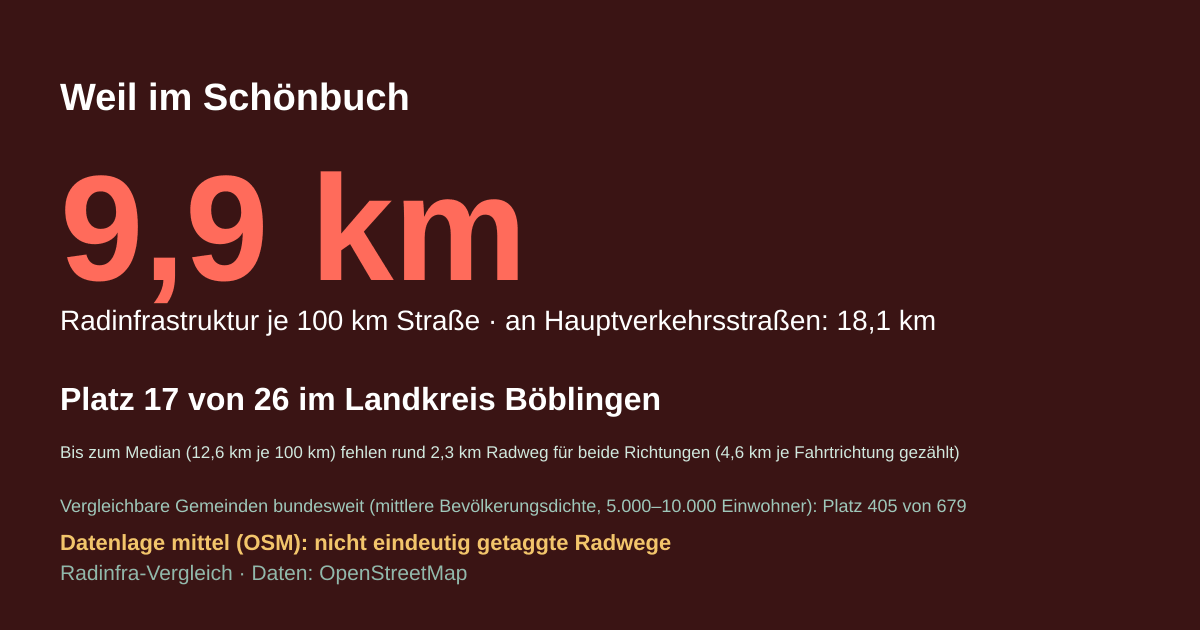 Weil im Schönbuch
9,9 km
Radinfrastruktur je 100 km Straße · an Hauptverkehrsstraßen: 18,1 km
Platz 17 von 26 im Landkreis Böblingen
Bis zum Median (12,6 km je 100 km) fehlen rund 2,3 km Radweg für beide Richtungen (4,6 km je Fahrtrichtung gezählt)
Vergleichbare Gemeinden bundesweit (mittlere Bevölkerungsdichte, 5.000–10.000 Einwohner): Platz 405 von 679
Datenlage mittel (OSM): nicht eindeutig getaggte Radwege
Radinfra-Vergleich · Daten: OpenStreetMap